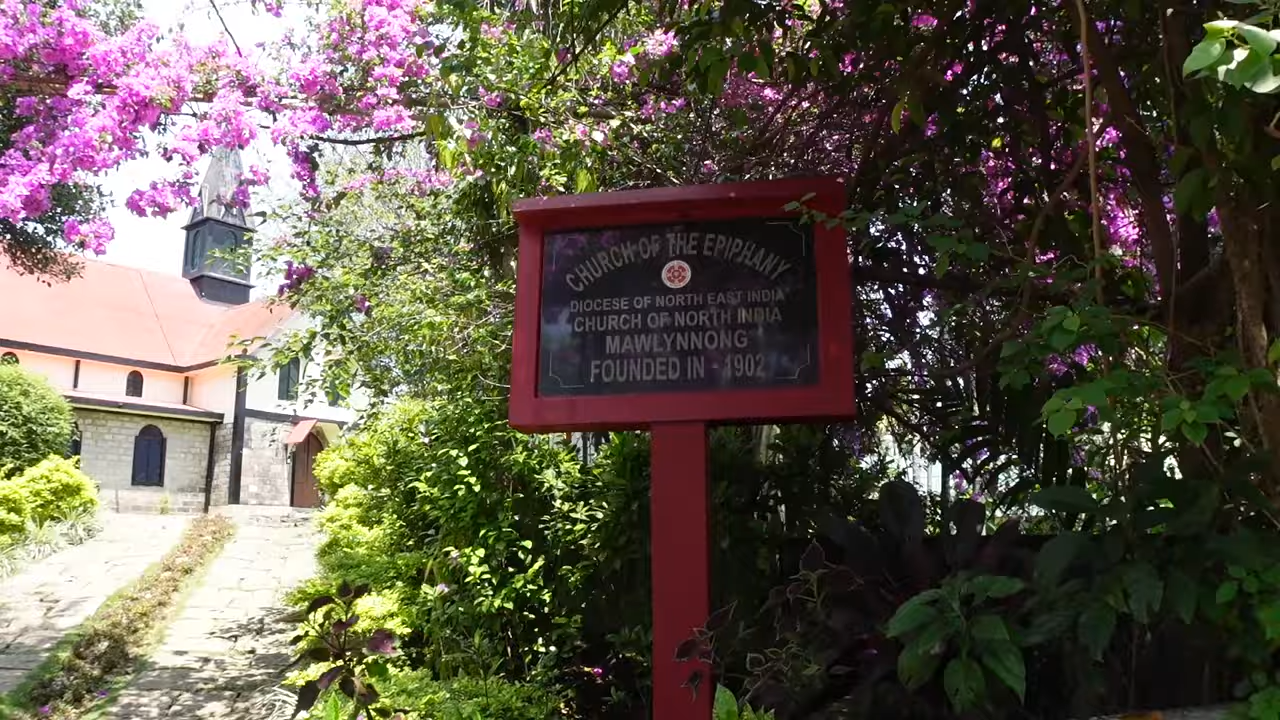 CHURCH OF THE EPIPHANY
DIOCESE OF NORTH EAST INDIA
CHURCH OF NORTH INDIA
MAWLYNNONG
FOUNDED IN - 1902